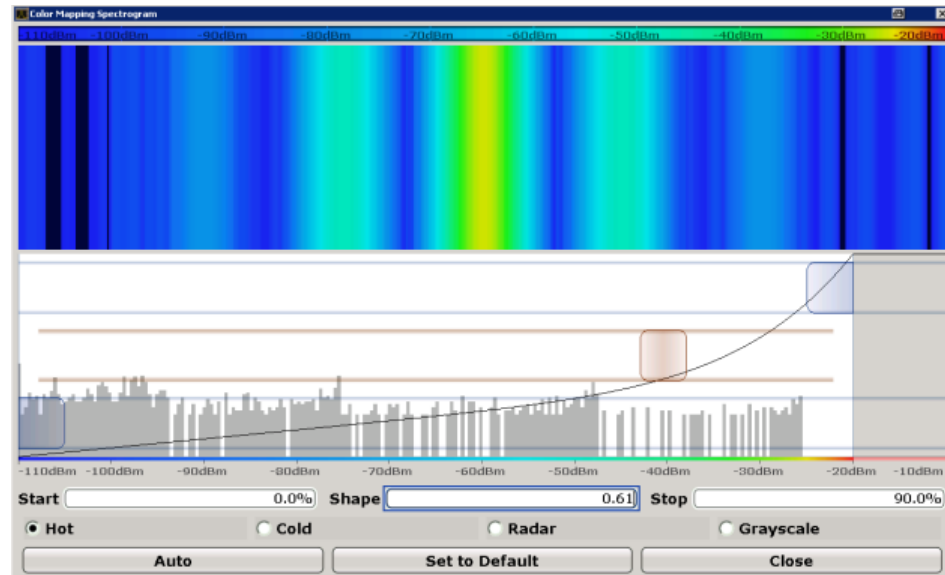 Color Mapping Spectrogram
-110dBm -100dBm -90dBm -80dBm -70dBm -60dBm -50dBm -40dBm -30dBm -20dBm
-110dBm -100dBm -90dBm -80dBm -70dBm -60dBm -50dBm -40dBm -30dBm -20dBm -10dBm
Start 0.0% Shape 0.61 Stop 90.0%
Hot Cold Radar Grayscale
Auto Set to Default Close